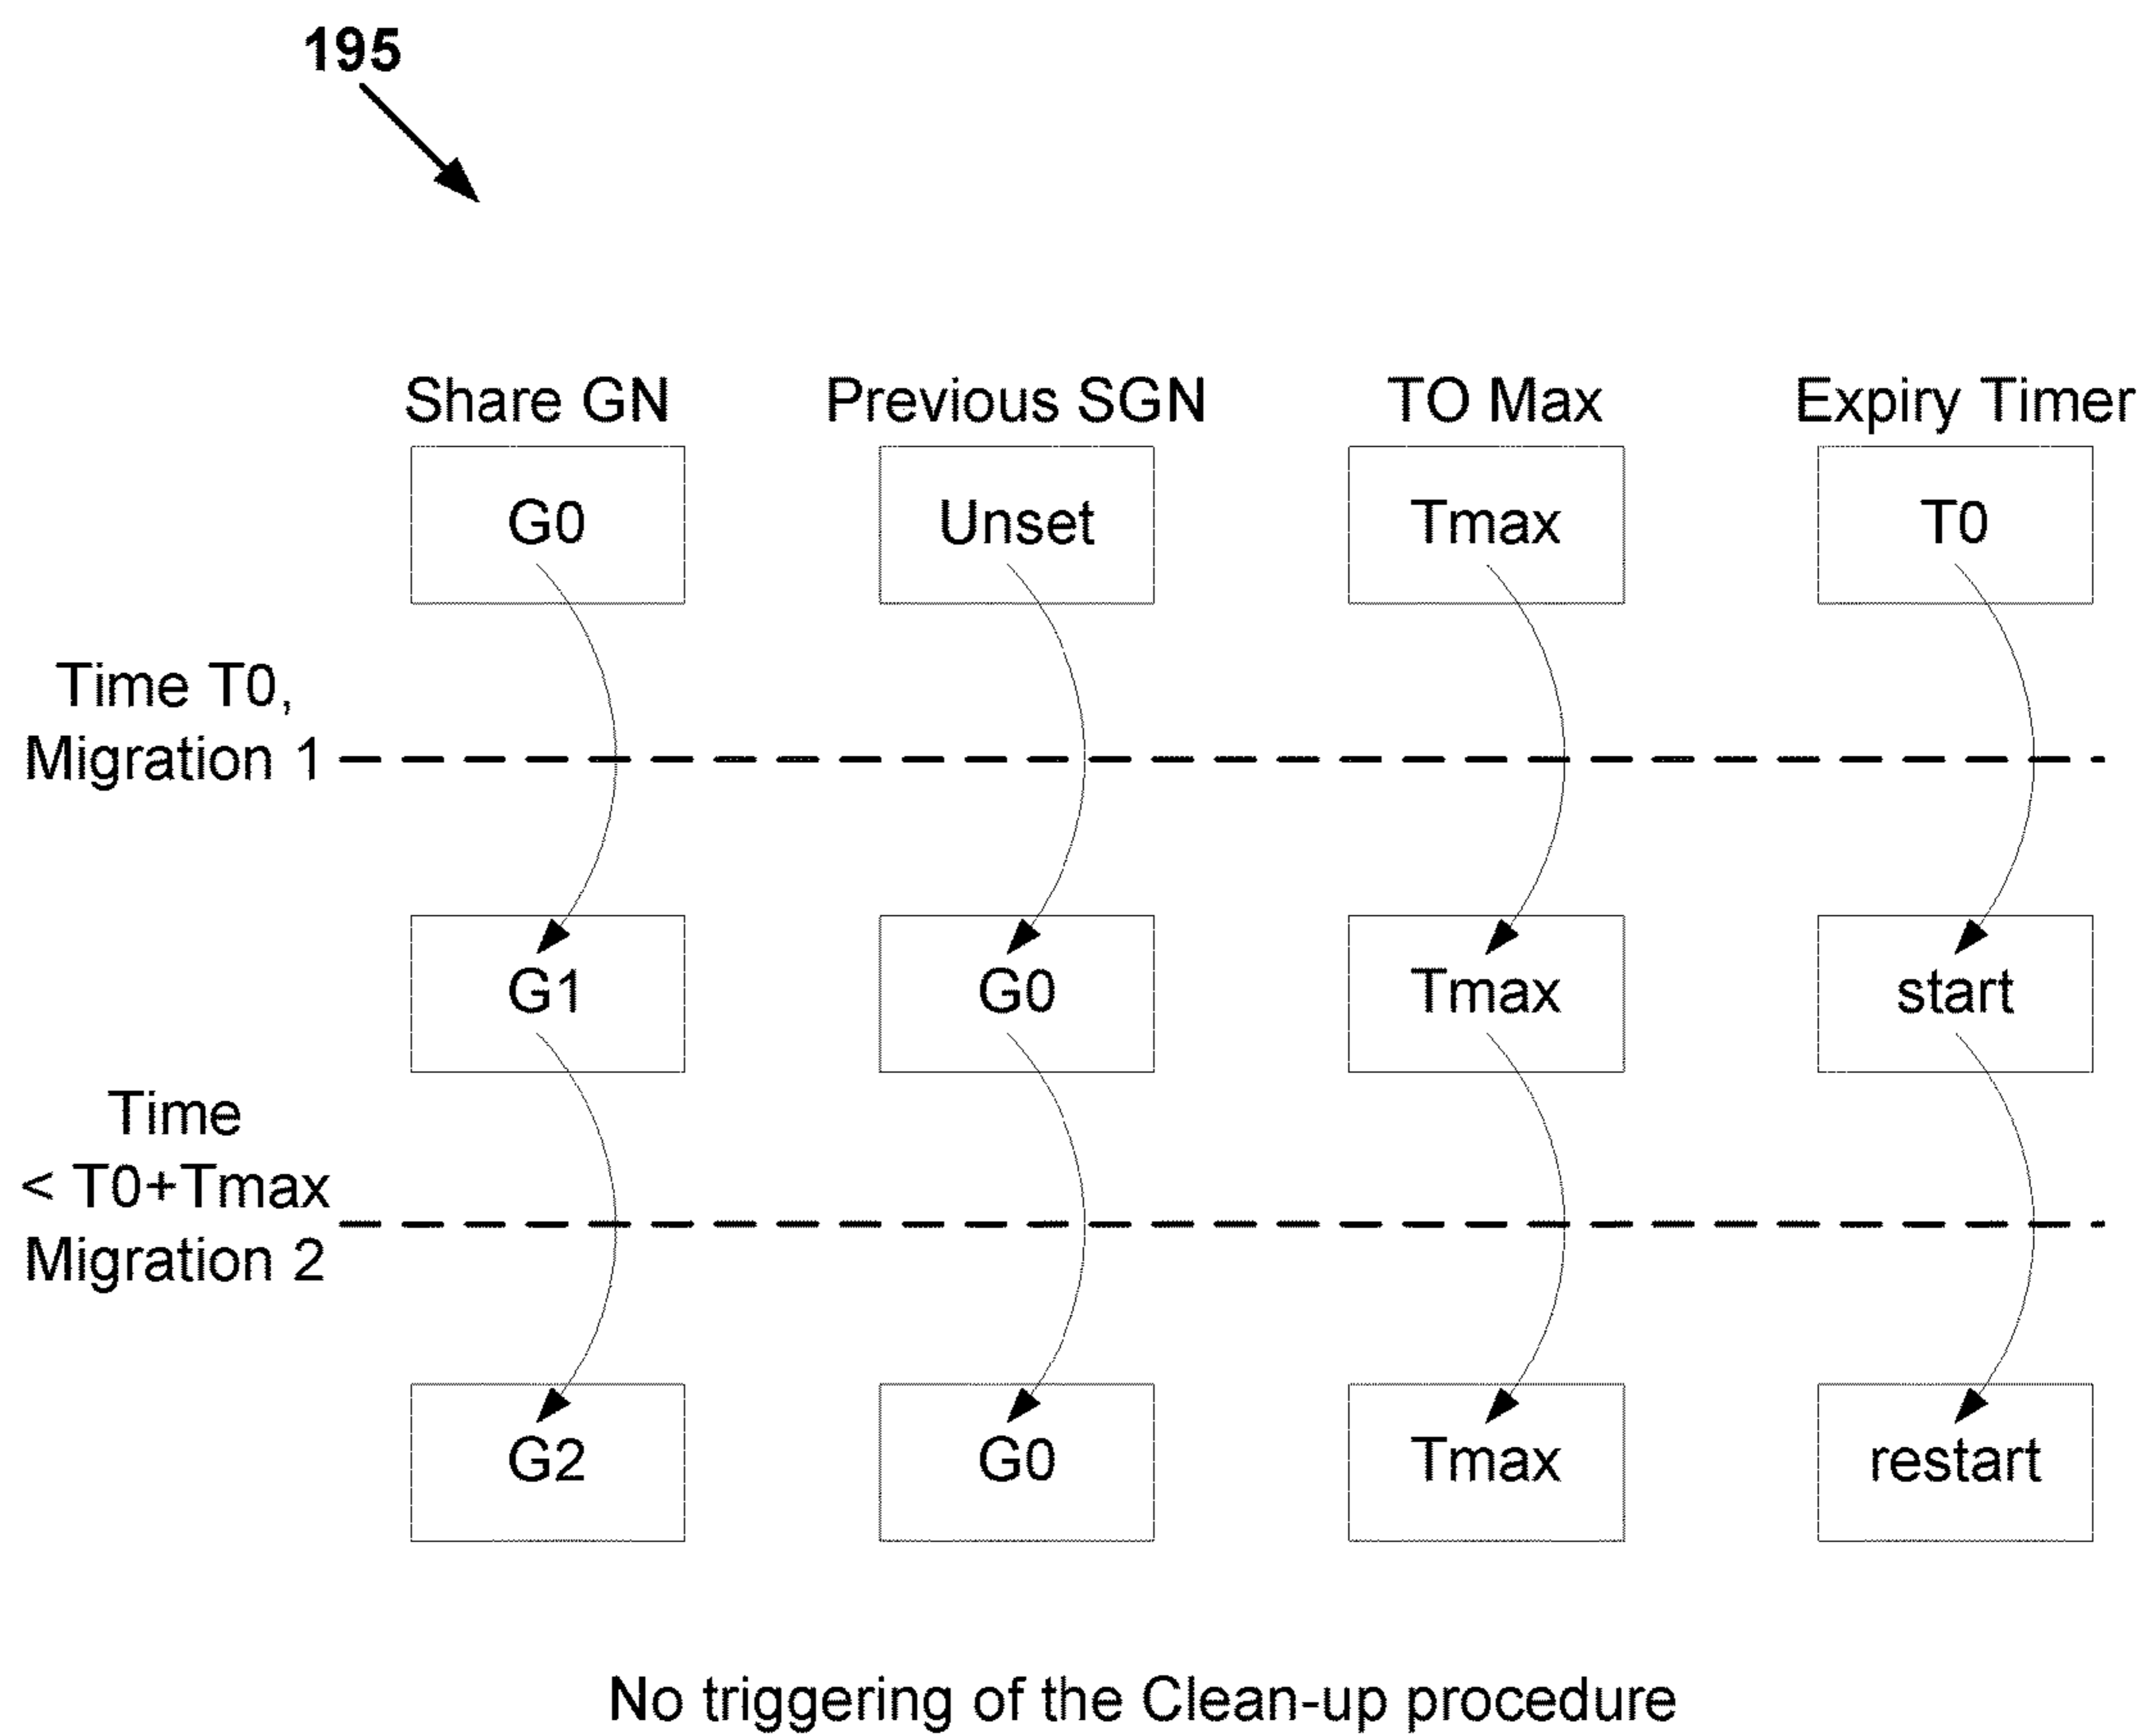 195
Share GN Previous SGN TO Max Expiry Timer
G0 Unset Tmax T0
Time T0,
Migration 1
G1 G0 Tmax start
Time
< T0+Tmax
Migration 2
G2 G0 Tmax restart
No triggering of the Clean-up procedure